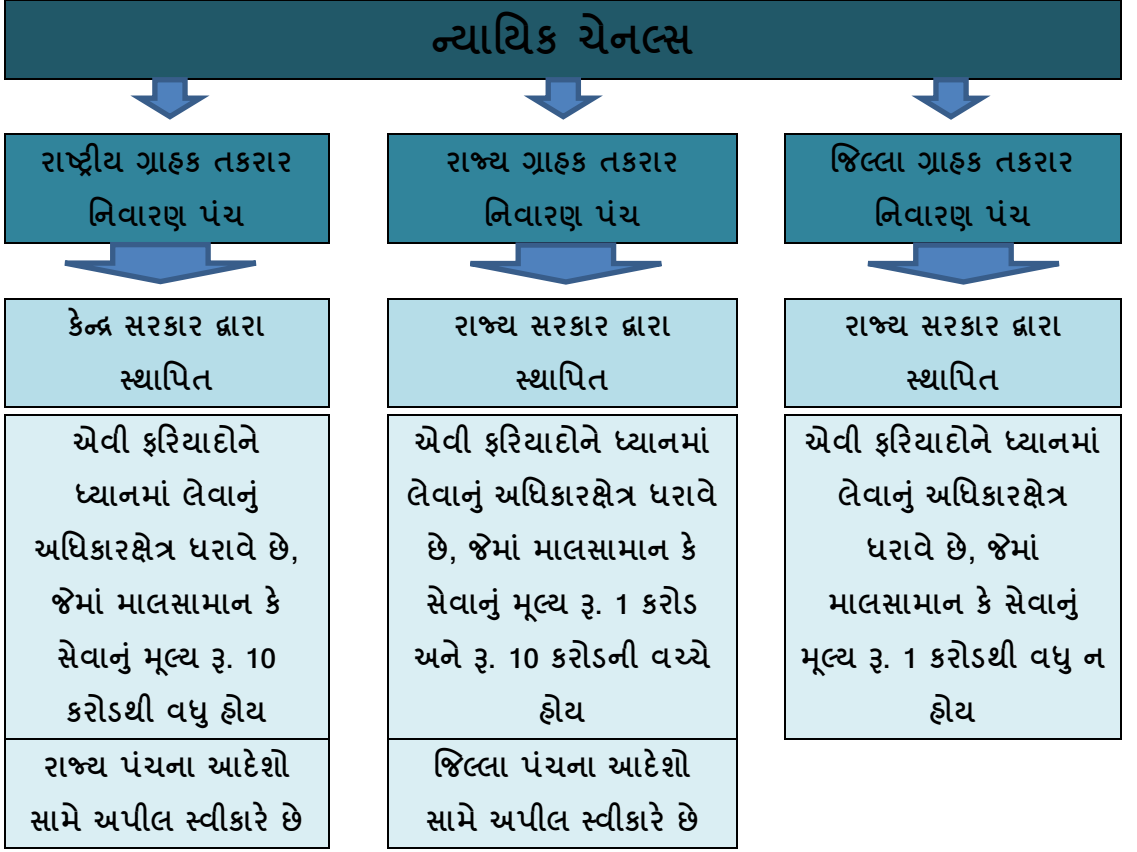 ન્યાયિક ચેનલ્સ
રાષ્ટ્રીય ગ્રાહક તકરાર
નિવારણ પંચ
કેન્દ્ર સરકાર દ્વારા
સ્થાપિત
એવી ફરિયાદોને
ધ્યાનમાં લેવાનું
અધિકારક્ષેત્ર ધરાવે છે,
જેમાં માલસામાન કે
સેવાનું મૂલ્ય રૂ. 10
કરોડથી વધુ હોય
રાજ્ય પંચના આદેશો
સામે અપીલ સ્વીકારે છે
રાજ્ય ગ્રાહક તકરાર
નિવારણ પંચ
રાજ્ય સરકાર દ્વારા
સ્થાપિત
એવી ફરિયાદોને ધ્યાનમાં
લેવાનું અધિકારક્ષેત્ર ધરાવે
છે, જેમાં માલસામાન કે
સેવાનું મૂલ્ય રૂ. 1 કરોડ
અને રૂ. 10 કરોડની વચ્ચે
હોય
જિલ્લા પંચના આદેશો
સામે અપીલ સ્વીકારે છે
જિલ્લા ગ્રાહક તકરાર
નિવારણ પંચ
રાજ્ય સરકાર દ્વારા
સ્થાપિત
એવી ફરિયાદોને ધ્યાનમાં
લેવાનું અધિકારક્ષેત્ર
ધરાવે છે, જેમાં
માલસામાન કે સેવાનું
મૂલ્ય રૂ. 1 કરોડથી વધુ ન
હોય